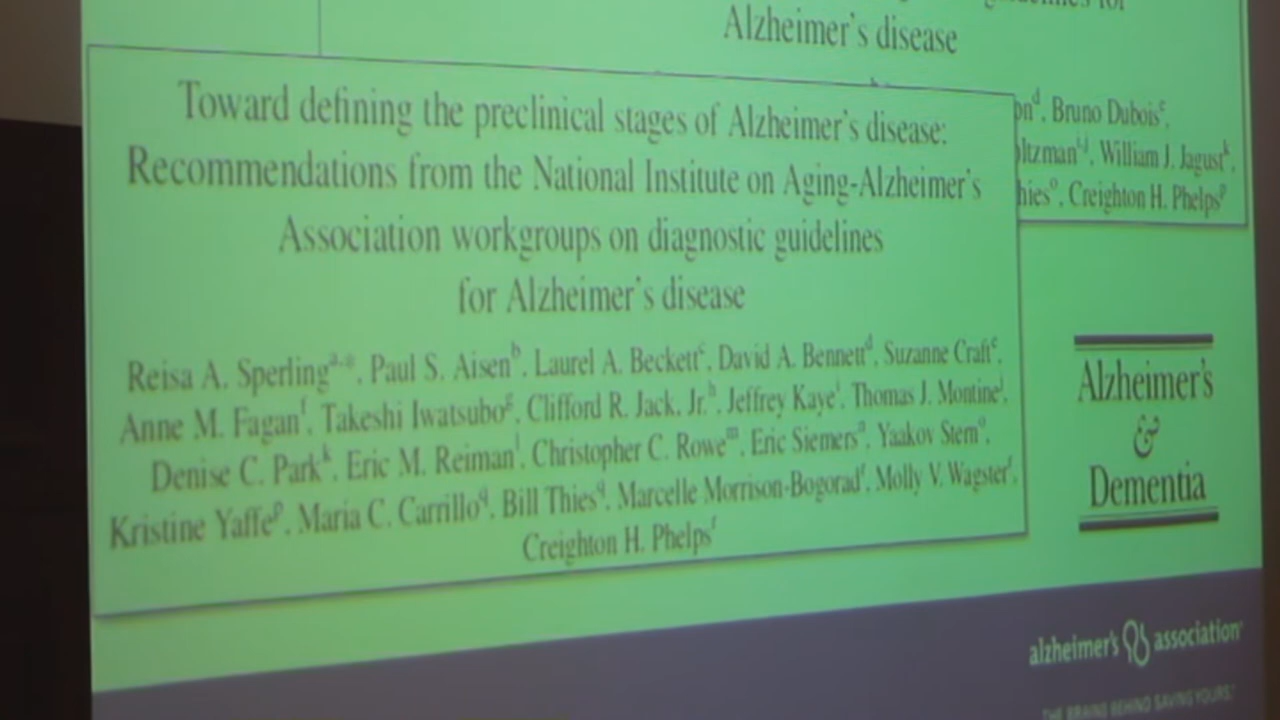 guidelines for
Alzheimer's disease
Bruno Dubois^e,
William J. Jagust^k,
Creighton H. Phelps^p
Toward defining the preclinical stages of Alzheimer's disease:
Recommendations from the National Institute on Aging-Alzheimer's
Association workgroups on diagnostic guidelines
for Alzheimer's disease
Reisa A. Sperling^a,*, Paul S. Aisen^b, Laurel A. Beckett^c, David A. Bennett^d, Suzanne Craft^e,
Anne M. Fagan^f, Takeshi Iwatsubo^g, Clifford R. Jack, Jr.^h, Jeffrey Kaye^i, Thomas J. Montine^j,
Denise C. Park^k, Eric M. Reiman^l, Christopher C. Rowe^m, Eric Siemers^n, Yaakov Stern^o,
Kristine Yaffe^p, Maria C. Carrillo^q, Bill Thies^q, Marcelle Morrison-Bogorad^r, Molly V. Wagster^r,
Creighton H. Phelps^r
Alzheimer's
&
Dementia
alzheimer's association®
THE BRAINS BEHIND SAVING YOURS.™